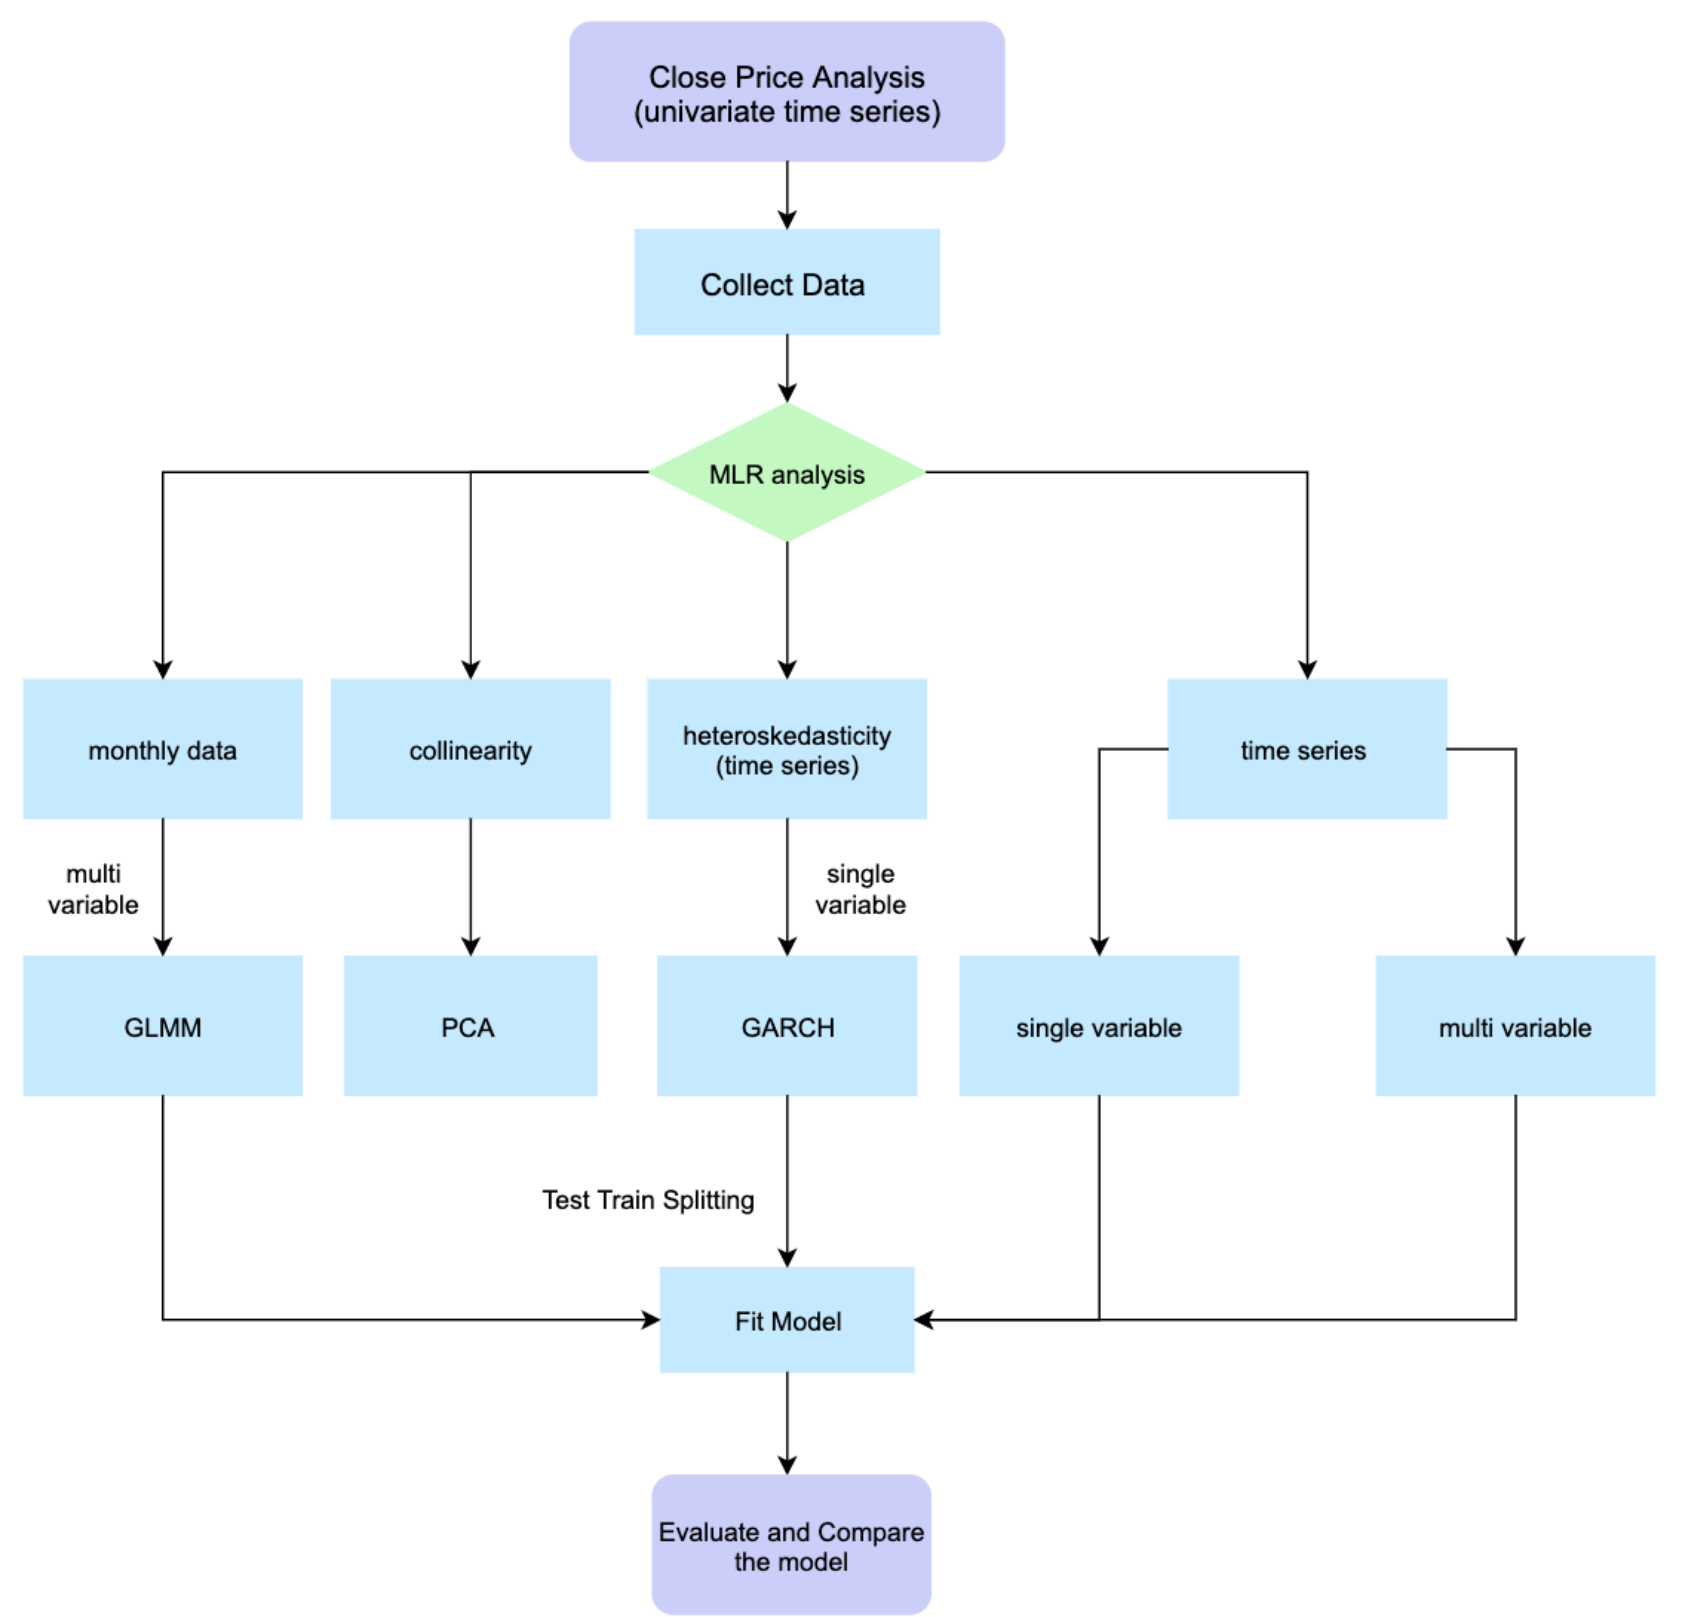 Close Price Analysis
(univariate time series)
Collect Data
MLR analysis
monthly data
collinearity
heteroskedasticity
(time series)
time series
multi
variable
single
variable
GLMM
PCA
GARCH
single variable
multi variable
Test Train Splitting
Fit Model
Evaluate and Compare
the model